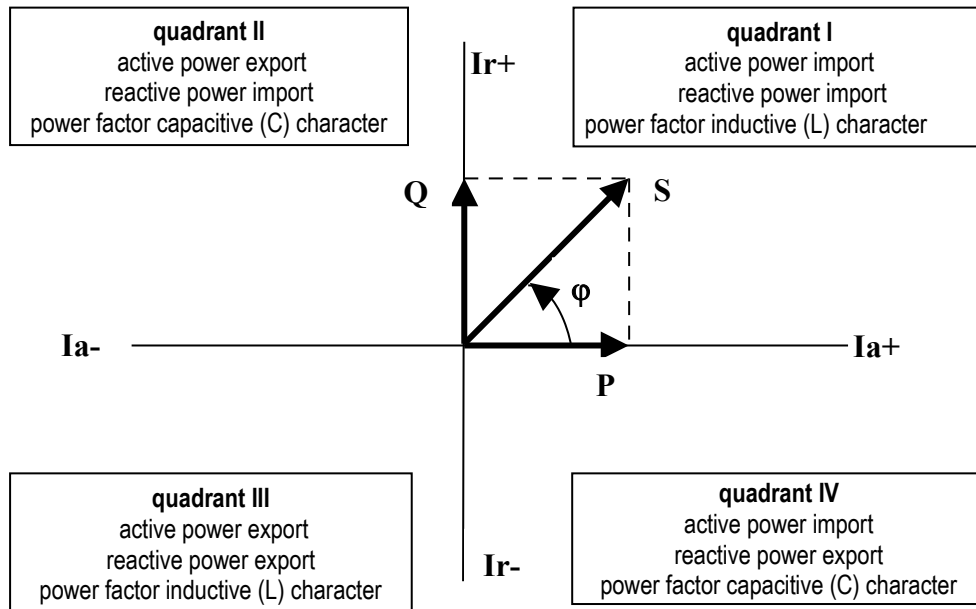 quadrant II
active power export
reactive power import
power factor capacitive (C) character
quadrant I
active power import
reactive power import
power factor inductive (L) character
Ir+
Q
S
φ
Ia-
Ia+
P
quadrant III
active power export
reactive power export
power factor inductive (L) character
Ir-
quadrant IV
active power import
reactive power export
power factor capacitive (C) character